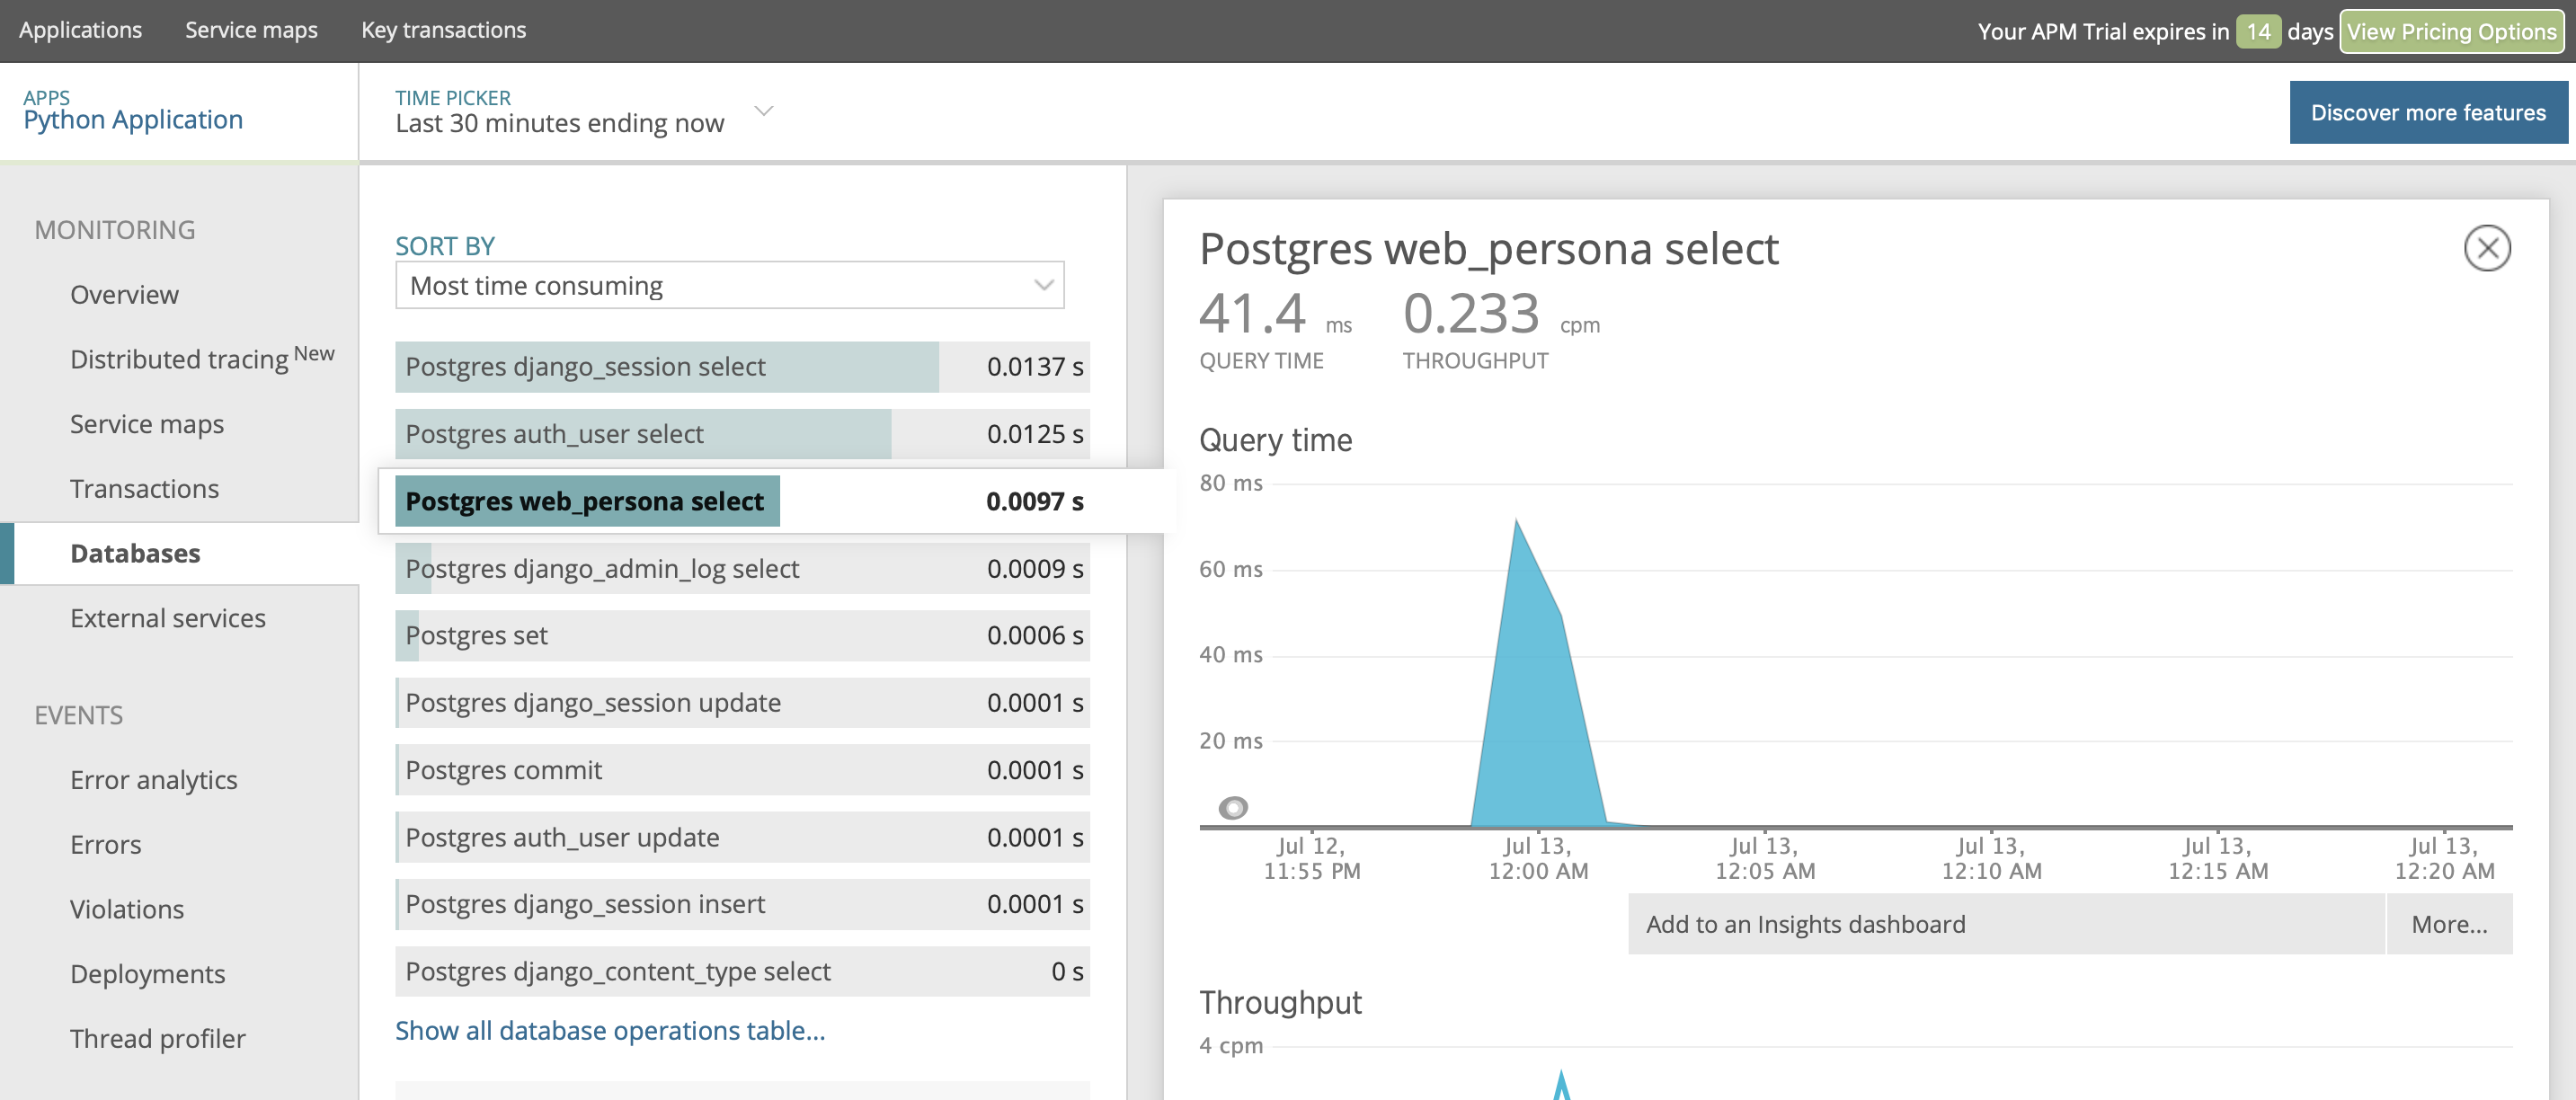 Applications Service maps Key transactions
Your APM Trial expires in 14 days View Pricing Options
APPS
Python Application
TIME PICKER
Last 30 minutes ending now
Discover more features
MONITORING
Overview
Distributed tracing New
Service maps
Transactions
Databases
External services
EVENTS
Error analytics
Errors
Violations
Deployments
Thread profiler
SORT BY
Most time consuming
Postgres django_session select 0.0137 s
Postgres auth_user select 0.0125 s
Postgres web_persona select 0.0097 s
Postgres django_admin_log select 0.0009 s
Postgres set 0.0006 s
Postgres django_session update 0.0001 s
Postgres commit 0.0001 s
Postgres auth_user update 0.0001 s
Postgres django_session insert 0.0001 s
Postgres django_content_type select 0 s
Show all database operations table...
Postgres web_persona select
41.4 ms 0.233 cpm
QUERY TIME THROUGHPUT
Query time
80 ms
60 ms
40 ms
20 ms
Jul 12, Jul 13, Jul 13, Jul 13, Jul 13, Jul 13,
11:55 PM 12:00 AM 12:05 AM 12:10 AM 12:15 AM 12:20 AM
Add to an Insights dashboard More...
Throughput
4 cpm